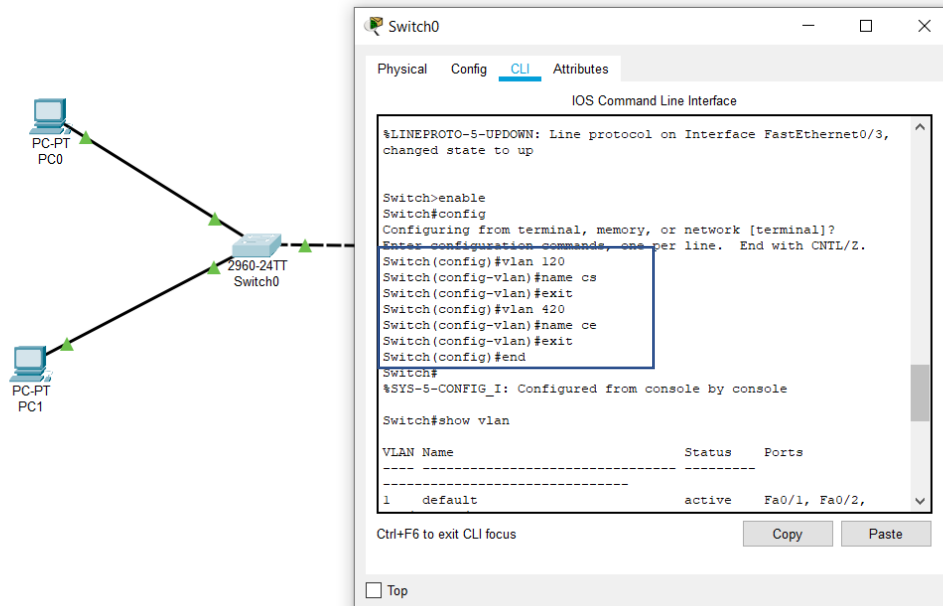 Switch0
Physical Config CLI Attributes
IOS Command Line Interface
%LINEPROTO-5-UPDOWN: Line protocol on Interface FastEthernet0/3,
changed state to up
Switch>enable
Switch#config
Configuring from terminal, memory, or network [terminal]?
Enter configuration commands, one per line. End with CNTL/Z.
Switch(config)#vlan 120
Switch(config-vlan)#name cs
Switch(config-vlan)#exit
Switch(config)#vlan 420
Switch(config-vlan)#name ce
Switch(config-vlan)#exit
Switch(config)#end
Switch#
%SYS-5-CONFIG_I: Configured from console by console
Switch#show vlan
VLAN Name Status Ports
---- -------------------------------- ---------
-------------------------------
1 default active Fa0/1, Fa0/2,
Ctrl+F6 to exit CLI focus
Copy
Paste
Top
PC-PT
PC0
2960-24TT
Switch0
PC-PT
PC1